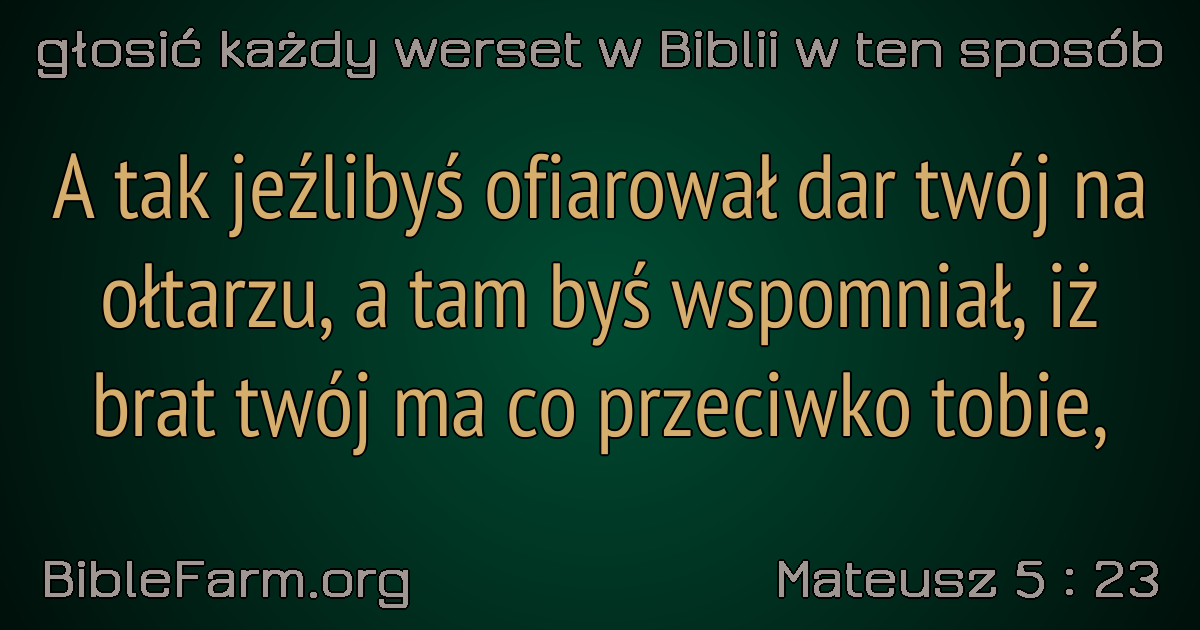 głosić każdy werset w Biblii w ten sposób
A tak jeźlibyś ofiarował dar twój na
ołtarzu, a tam byś wspomniał, iż
brat twój ma co przeciwko tobie,
BibleFarm.org
Mateusz 5 : 23